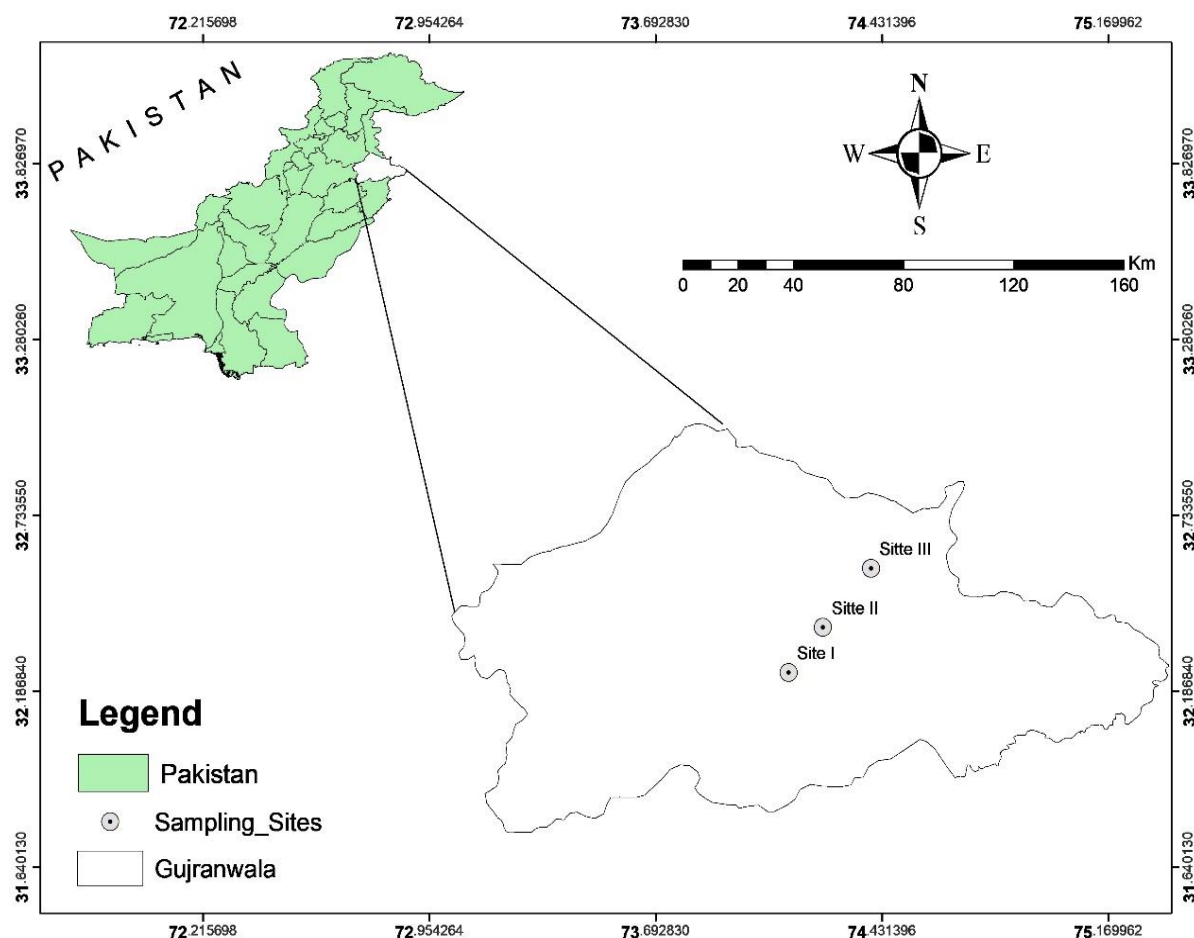 72.215698 72.954264 73.692830 74.431396 75.169962
PAKISTAN
N
W E
S
33.826970 33.826970
Km
0 20 40 80 120 160
33.280260 33.280260
32.733550 32.733550
Sitte III
Sitte II
Site I
32.186840 32.186840
Legend
Pakistan
Sampling_Sites
Gujranwala
31.640130 31.640130
72.215698 72.954264 73.692830 74.431396 75.169962